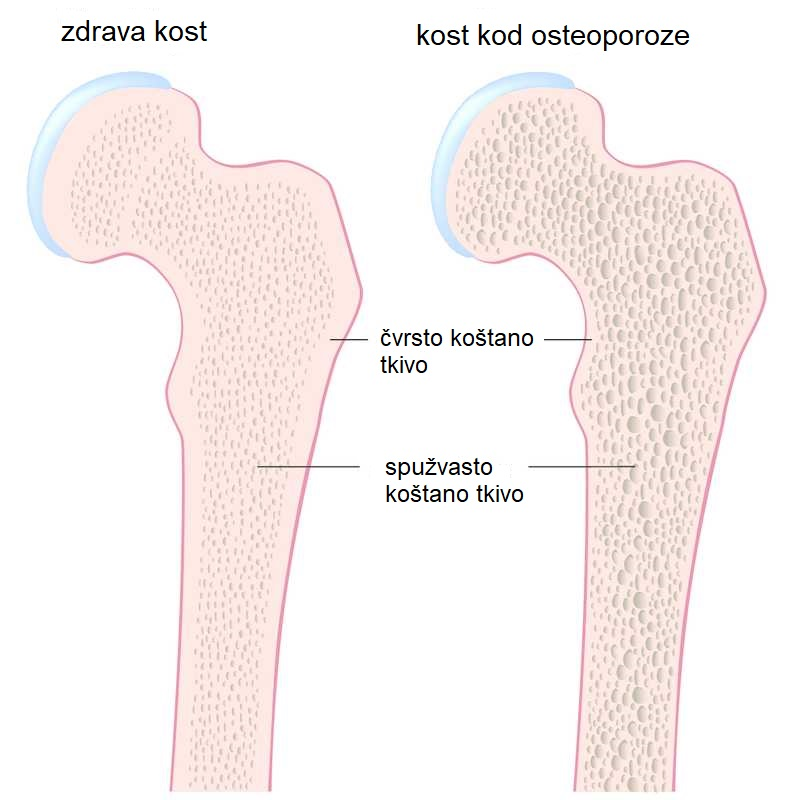 zdrava kost
kost kod osteoporoze
čvrsto koštano
tkivo
spužvasto
koštano tkivo